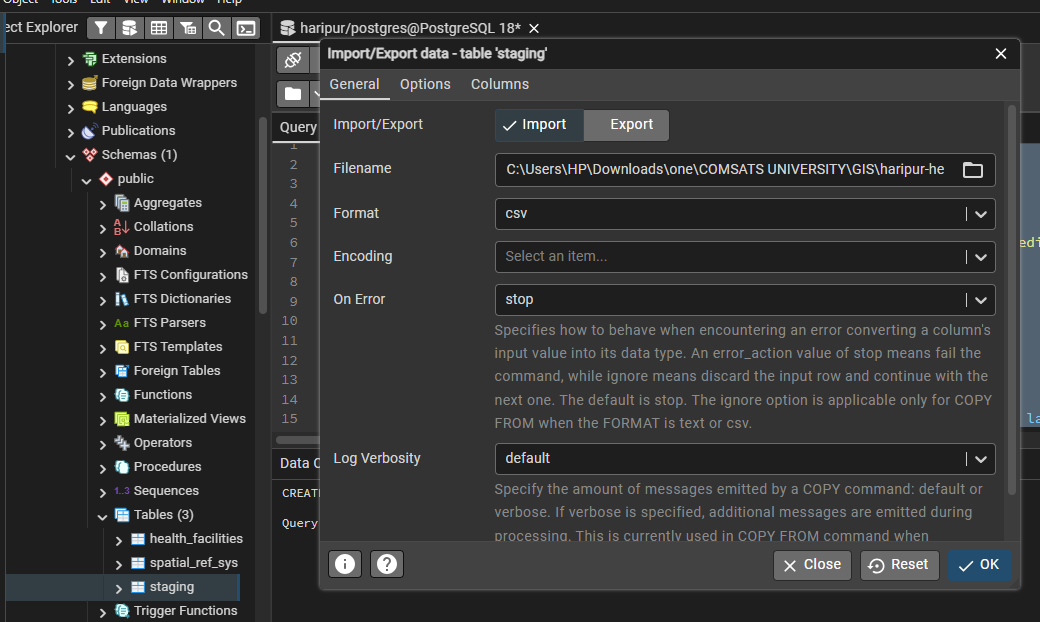 Object Tools Edit View Window Help
ect Explorer
haripur/postgres@PostgreSQL 18*
Extensions
Foreign Data Wrappers
Languages
Publications
Schemas (1)
public
Aggregates
Collations
Domains
FTS Configurations
FTS Dictionaries
Aa FTS Parsers
FTS Templates
Foreign Tables
Functions
Materialized Views
Operators
Procedures
1..3 Sequences
Tables (3)
health_facilities
spatial_ref_sys
staging
Trigger Functions
Query
1
2
3
4
5
6
7
8
9
10
11
12
13
14
15
edi
la
Data O
CREAT
Query
Import/Export data - table 'staging'
General Options Columns
Import/Export
Import Export
Filename
C:\Users\HP\Downloads\one\COMSATS UNIVERSITY\GIS\haripur-he
Format
csv
Encoding
Select an item...
On Error
stop
Specifies how to behave when encountering an error converting a column's
input value into its data type. An error_action value of stop means fail the
command, while ignore means discard the input row and continue with the
next one. The default is stop. The ignore option is applicable only for COPY
FROM when the FORMAT is text or csv.
Log Verbosity
default
Specify the amount of messages emitted by a COPY command: default or
verbose. If verbose is specified, additional messages are emitted during
processing. This is currently used in COPY FROM command when
Close Reset OK